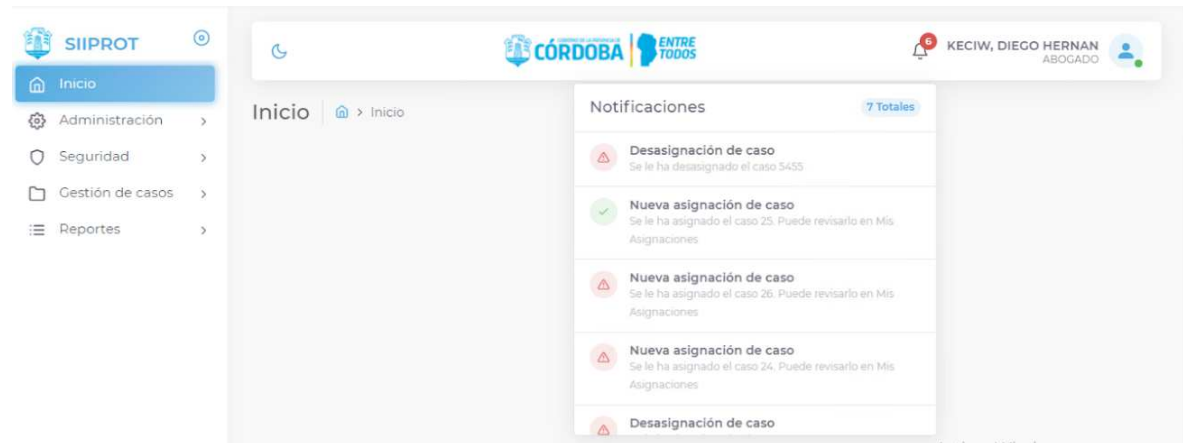 SIIPROT
Inicio
Administración
Seguridad
Gestión de casos
Reportes
CÓRDOBA ENTRE
TODOS
6
KECIW, DIEGO HERNAN
ABOGADO
Inicio > Inicio
Notificaciones 7 Totales
Desasignación de caso
Se le ha desasignado el caso 5455
Nueva asignación de caso
Se le ha asignado el caso 25. Puede revisarlo en Mis
Asignaciones
Nueva asignación de caso
Se le ha asignado el caso 26. Puede revisarlo en Mis
Asignaciones
Nueva asignación de caso
Se le ha asignado el caso 24. Puede revisarlo en Mis
Asignaciones
Desasignación de caso